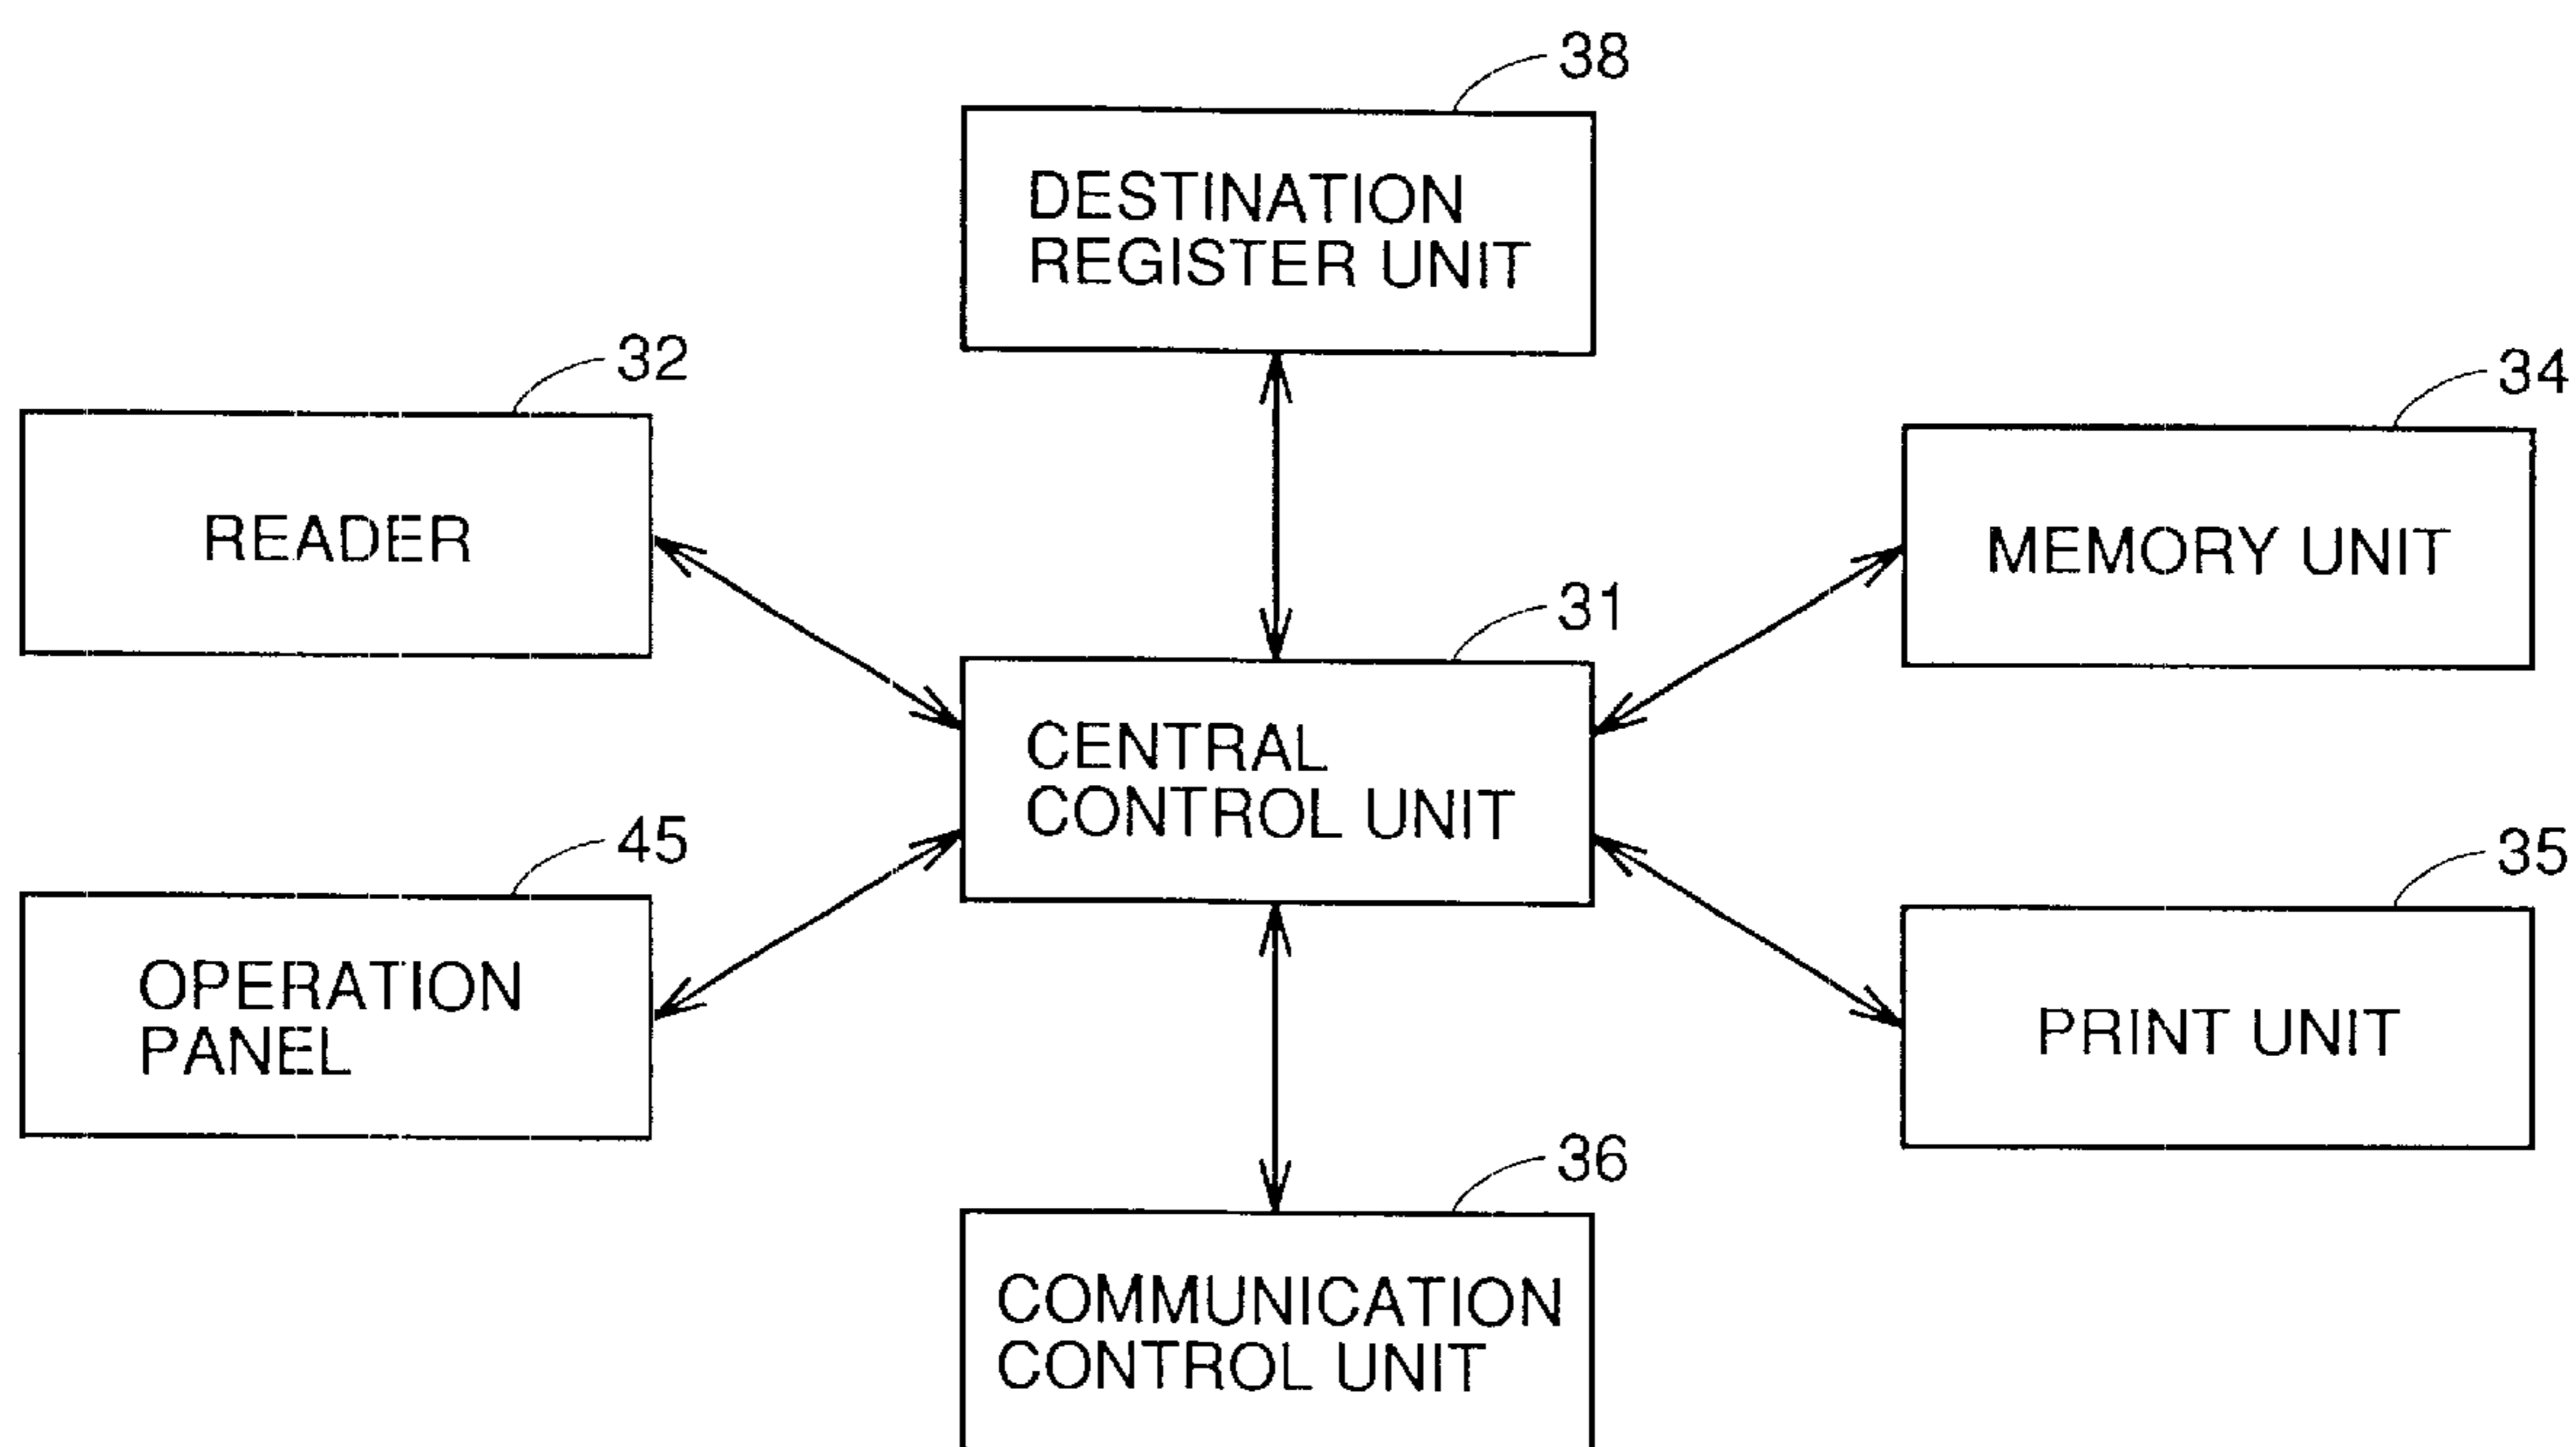 38
DESTINATION
REGISTER UNIT
32
READER
34
MEMORY UNIT
31
CENTRAL
CONTROL UNIT
45
OPERATION
PANEL
35
PRINT UNIT
36
COMMUNICATION
CONTROL UNIT